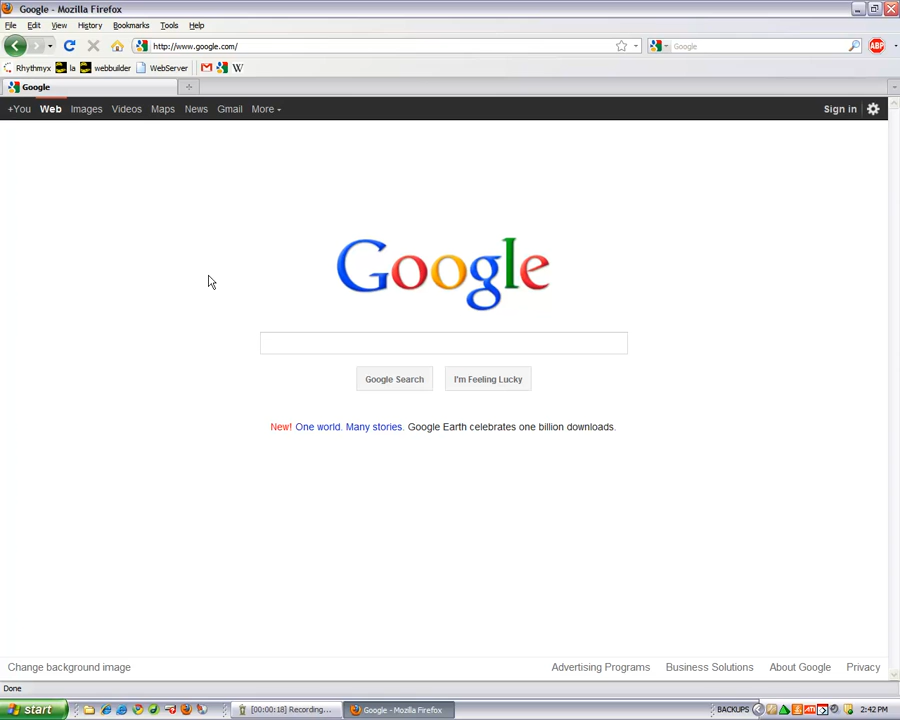 Google - Mozilla Firefox
File Edit View History Bookmarks Tools Help
http://www.google.com/ Google ABP
Rhythmyx la webbuilder WebServer W
Google
+You Web Images Videos Maps News Gmail More Sign in
Google
Google Search I'm Feeling Lucky
New! One world. Many stories. Google Earth celebrates one billion downloads.
Change background image Advertising Programs Business Solutions About Google Privacy
Done
start [00:00:18] Recording... Google - Mozilla Firefox BACKUPS ATI 2:42 PM